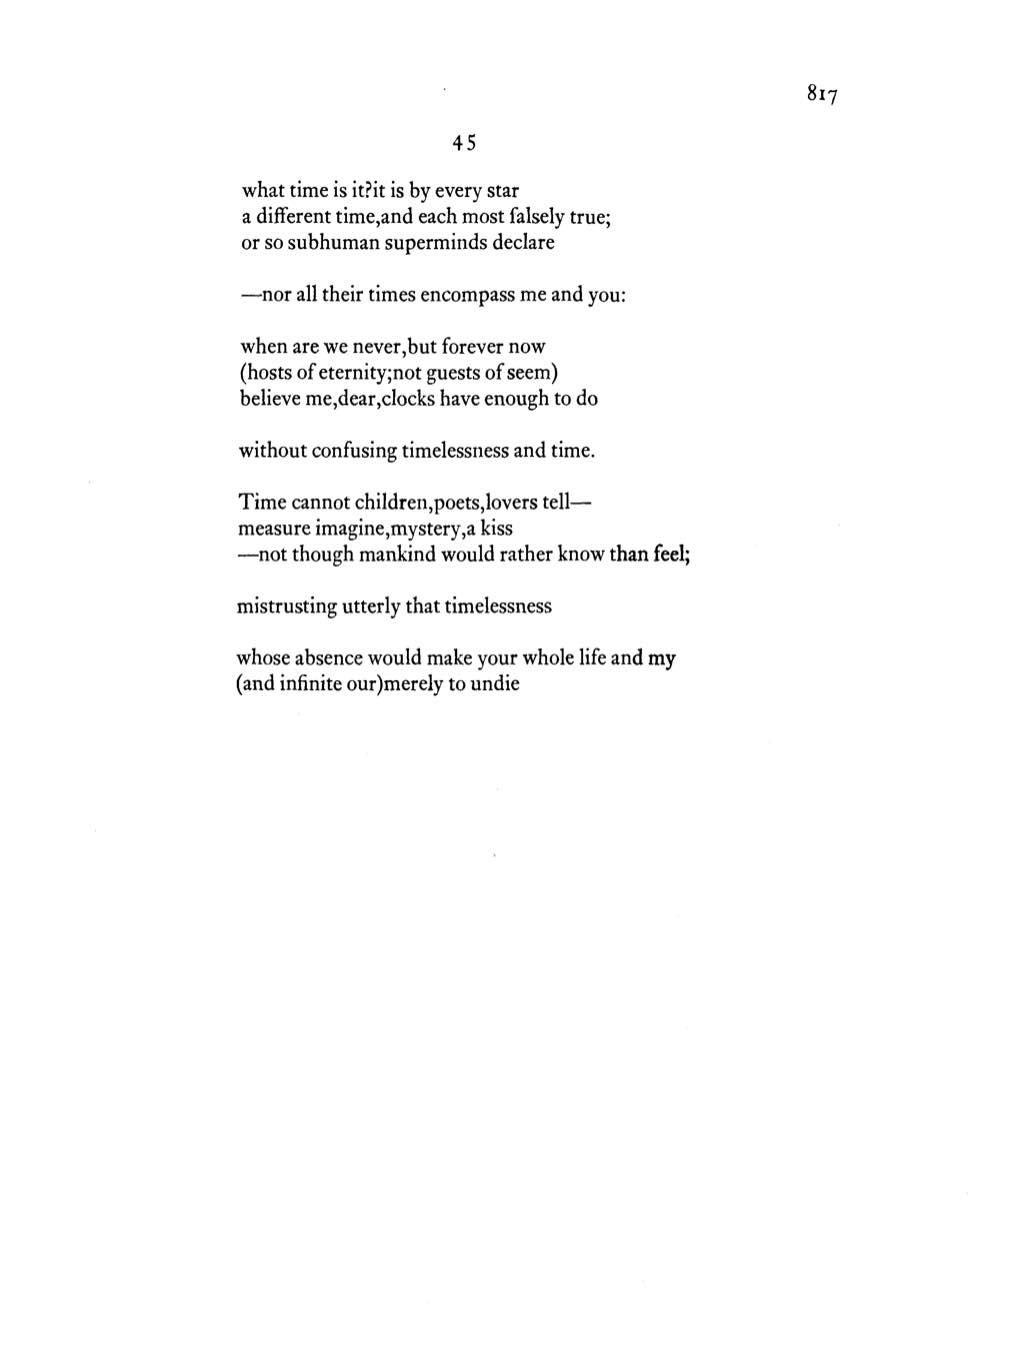 817
45
what time is it?it is by every star
a different time,and each most falsely true;
or so subhuman superminds declare
—nor all their times encompass me and you:
when are we never,but forever now
(hosts of eternity;not guests of seem)
believe me,dear,clocks have enough to do
without confusing timelessness and time.
Time cannot children,poets,lovers tell—
measure imagine,mystery,a kiss
—not though mankind would rather know than feel;
mistrusting utterly that timelessness
whose absence would make your whole life and my
(and infinite our)merely to undie